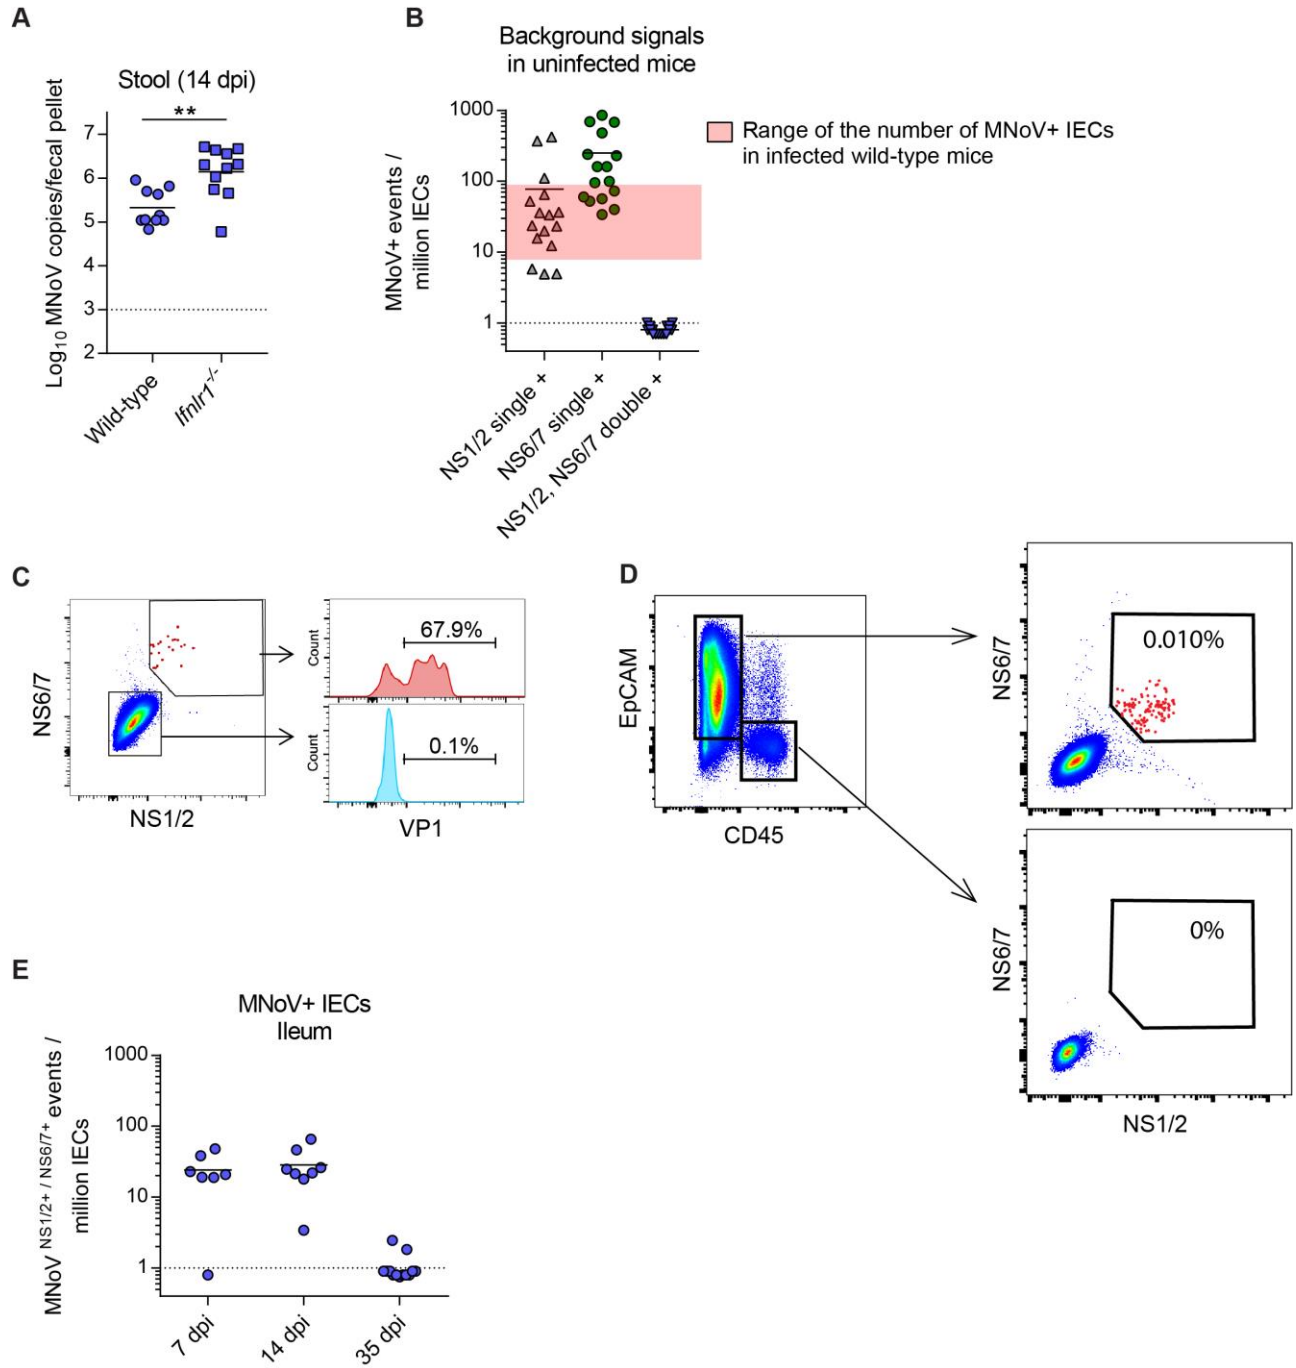 A
Stool (14 dpi)
**
Log10 MNoV copies/fecal pellet
7
6
5
4
3
2
Wild-type
Ifnlr1-/-
B
Background signals
in uninfected mice
MNoV+ events /
million IECs
1000
100
10
1
NS1/2 single +
NS6/7 single +
NS1/2, NS6/7 double +
Range of the number of MNoV+ IECs
in infected wild-type mice
C
NS6/7
NS1/2
Count
67.9%
Count
0.1%
VP1
D
EpCAM
CD45
NS6/7
0.010%
NS6/7
0%
NS1/2
E
MNoV+ IECs
Ileum
MNoV NS1/2+ / NS6/7+ events /
million IECs
1000
100
10
1
7 dpi
14 dpi
35 dpi